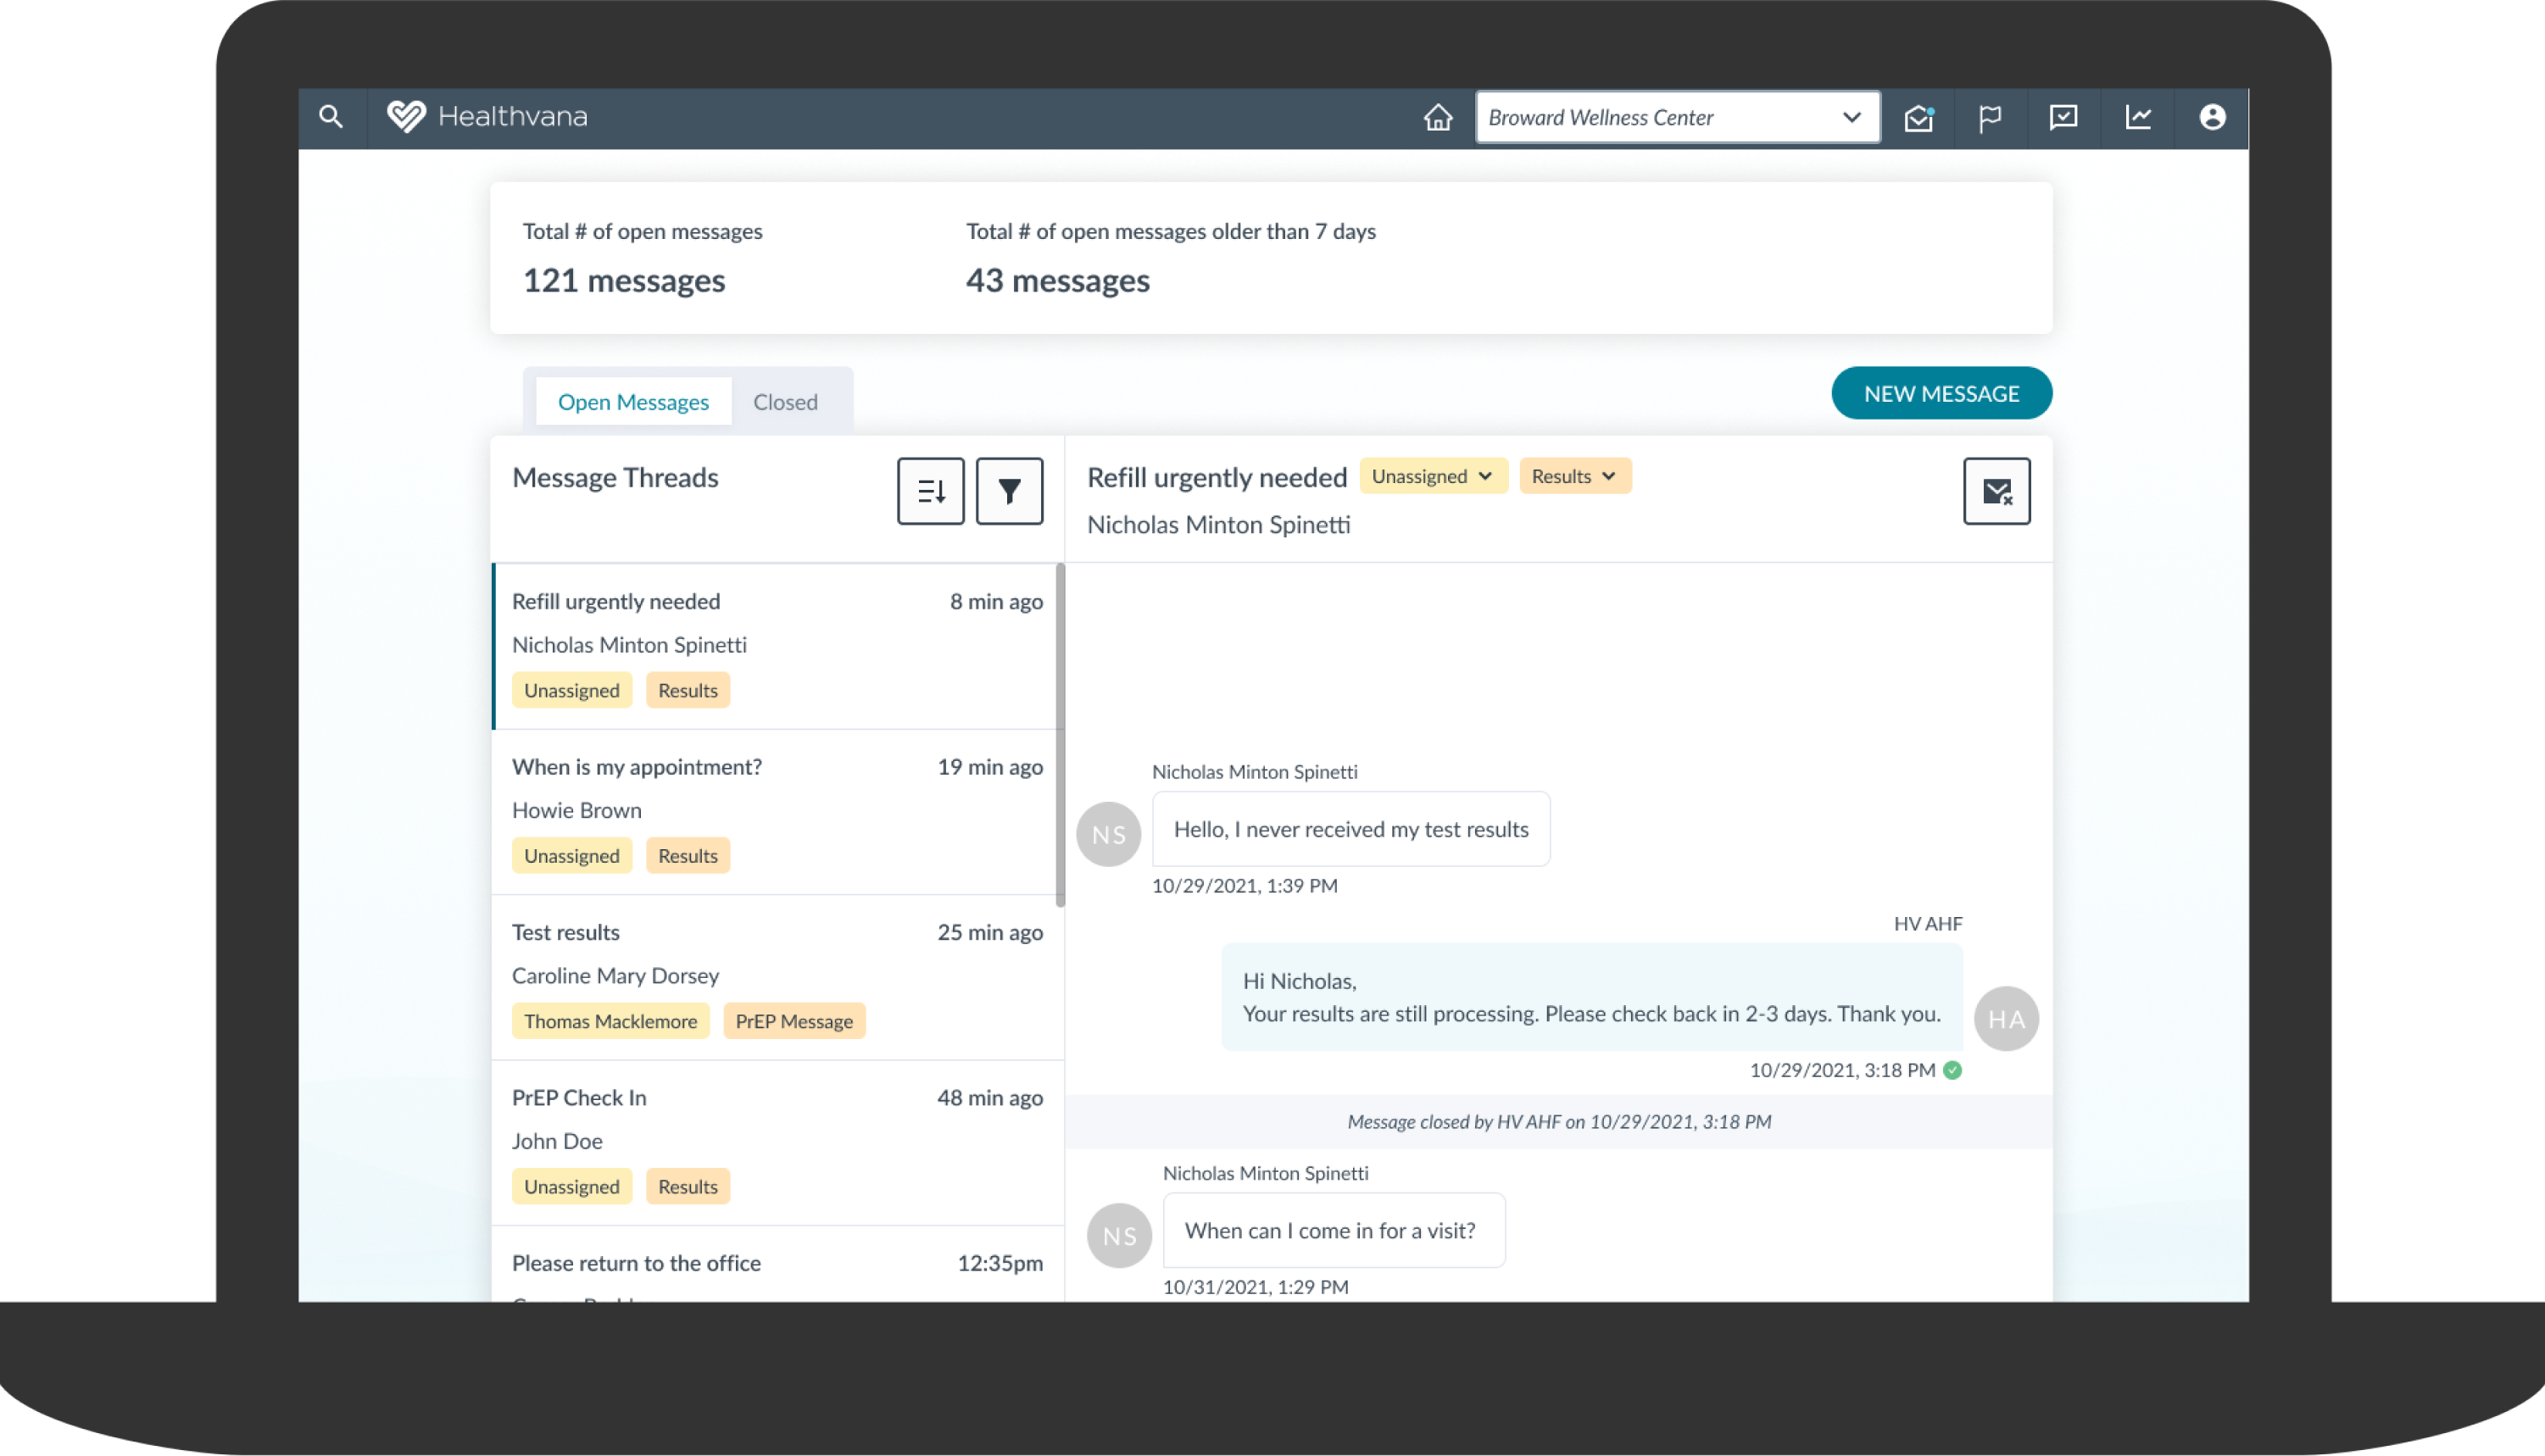 Healthvana
Broward Wellness Center
Total # of open messages
121 messages
Total # of open messages older than 7 days
43 messages
Open Messages
Closed
NEW MESSAGE
Message Threads
Refill urgently needed
8 min ago
Nicholas Minton Spinetti
Unassigned
Results
When is my appointment?
19 min ago
Howie Brown
Unassigned
Results
Test results
25 min ago
Caroline Mary Dorsey
Thomas Macklemore
PrEP Message
PrEP Check In
48 min ago
John Doe
Unassigned
Results
Please return to the office
12:35pm
Refill urgently needed
Unassigned
Results
Nicholas Minton Spinetti
Nicholas Minton Spinetti
NS
Hello, I never received my test results
10/29/2021, 1:39 PM
HV AHF
Hi Nicholas,
Your results are still processing. Please check back in 2-3 days. Thank you.
HA
10/29/2021, 3:18 PM
Message closed by HV AHF on 10/29/2021, 3:18 PM
Nicholas Minton Spinetti
NS
When can I come in for a visit?
10/31/2021, 1:29 PM